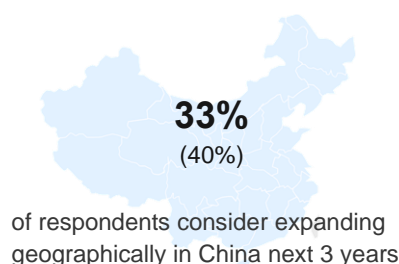 33%
(40%)
of respondents consider expanding
geographically in China next 3 years